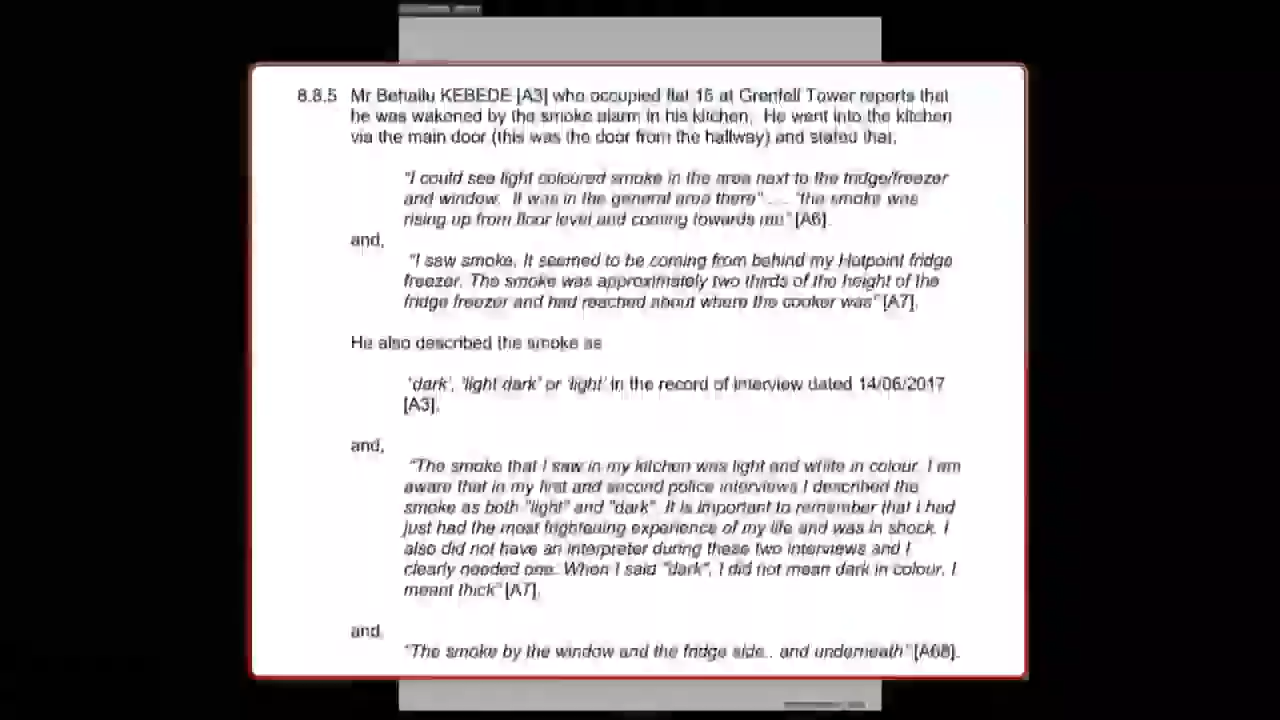 8.8.5 Mr Behailu KEBEDE [A3] who occupied flat 16 at Grenfell Tower reports that
he was wakened by the smoke alarm in his kitchen. He went into the kitchen
via the main door (this was the door from the hallway) and stated that,
"I could see light coloured smoke in the area next to the fridge/freezer
and window. It was in the general area there" .... "the smoke was
rising up from floor level and coming towards me" [A6].
and,
"I saw smoke. It seemed to be coming from behind my Hotpoint fridge
freezer. The smoke was approximately two thirds of the height of the
fridge freezer and had reached about where the cooker was" [A7].
He also described the smoke as
'dark', 'light dark' or 'light' in the record of interview dated 14/06/2017
[A3].
and,
"The smoke that I saw in my kitchen was light and white in colour. I am
aware that in my first and second police interviews I described the
smoke as both "light" and "dark". It is important to remember that I had
just had the most frightening experience of my life and was in shock. I
also did not have an interpreter during these two interviews and I
clearly needed one. When I said "dark", I did not mean dark in colour, I
meant thick" [A7].
and,
"The smoke by the window and the fridge side.. and underneath" [A68].